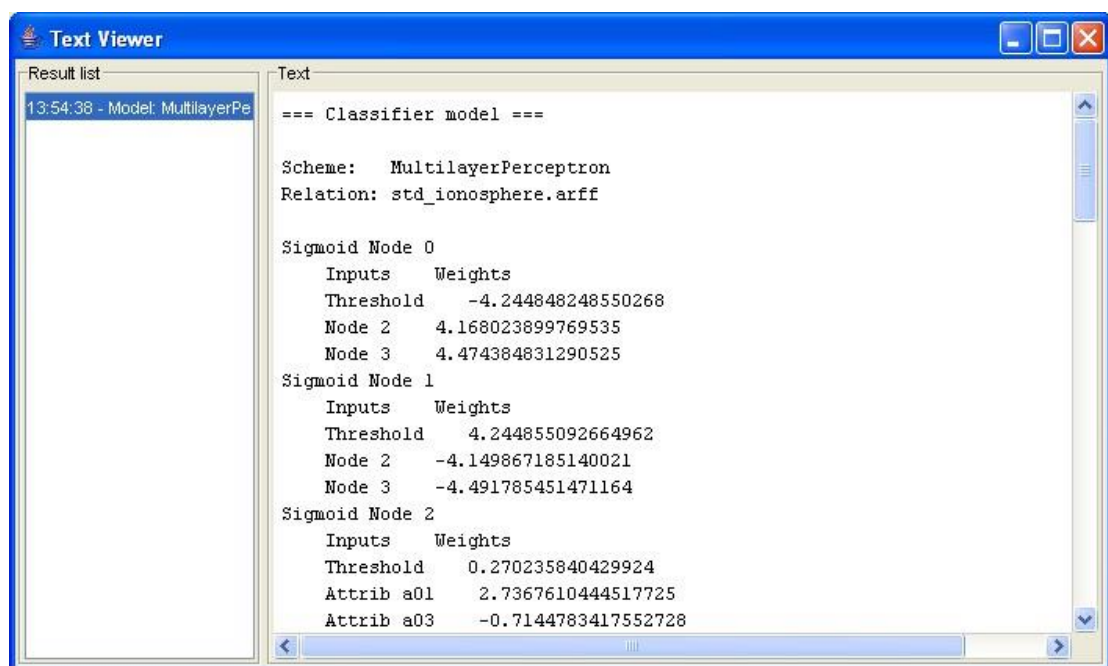 Text Viewer
Result list
13:54:38 - Model: MultilayerPe
Text
=== Classifier model ===
Scheme: MultilayerPerceptron
Relation: std_ionosphere.arff
Sigmoid Node 0
Inputs Weights
Threshold -4.244848248550268
Node 2 4.168023899769535
Node 3 4.474384831290525
Sigmoid Node 1
Inputs Weights
Threshold 4.244855092664962
Node 2 -4.149867185140021
Node 3 -4.491785451471164
Sigmoid Node 2
Inputs Weights
Threshold 0.270235840429924
Attrib a01 2.7367610444517725
Attrib a03 -0.7144783417552728